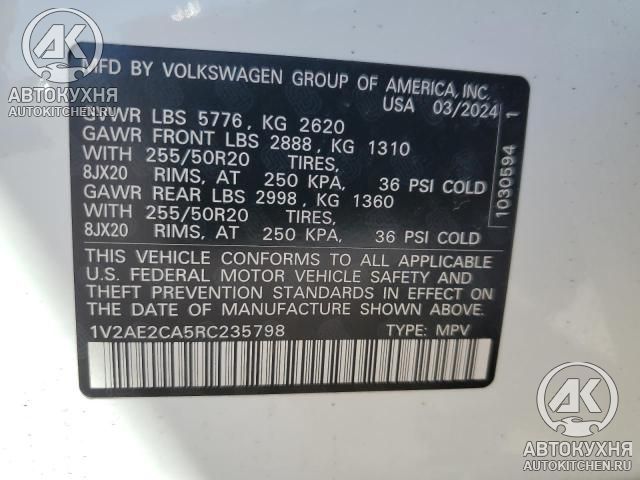 AK
АВТОКУХНЯ
AUTOKITCHEN.RU
MFD BY VOLKSWAGEN GROUP OF AMERICA, INC.
USA 03/2024
GVWR LBS 5776, KG 2620
GAWR FRONT LBS 2888, KG 1310
WITH 255/50R20 TIRES,
8JX20 RIMS, AT 250 KPA, 36 PSI COLD
GAWR REAR LBS 2998, KG 1360
WITH 255/50R20 TIRES,
8JX20 RIMS, AT 250 KPA, 36 PSI COLD
1030594 1
THIS VEHICLE CONFORMS TO ALL APPLICABLE
U.S. FEDERAL MOTOR VEHICLE SAFETY AND
THEFT PREVENTION STANDARDS IN EFFECT ON
THE DATE OF MANUFACTURE SHOWN ABOVE.
1V2AE2CA5RC235798 TYPE: MPV
AK
АВТОКУХНЯ
AUTOKITCHEN.RU